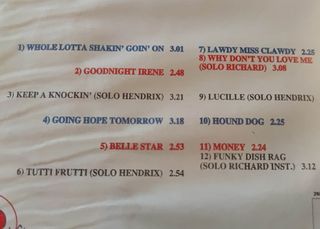 1) WHOLE LOTTA SHAKIN' GOIN' ON 3.01
2) GOODNIGHT IRENE 2.48
3) KEEP A KNOCKIN' (SOLO HENDRIX) 3.21
4) GOING HOPE TOMORROW 3.18
5) BELLE STAR 2.53
6) TUTTI FRUTTI (SOLO HENDRIX) 2.54
7) LAWDY MISS CLAWDY 2.25
8) WHY DON'T YOU LOVE ME
(SOLO RICHARD) 3.08
9) LUCILLE (SOLO HENDRIX)
10) HOUND DOG 2.25
11) MONEY 2.24
12) FUNKY DISH RAG
(SOLO RICHARD INST.) 3.12